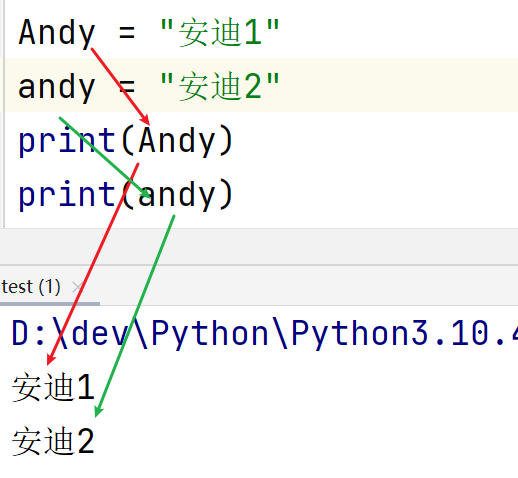 Andy = "安迪1"
andy = "安迪2"
print(Andy)
print(andy)
test (1) ×
D:\dev\Python\Python3.10.4
安迪1
安迪2